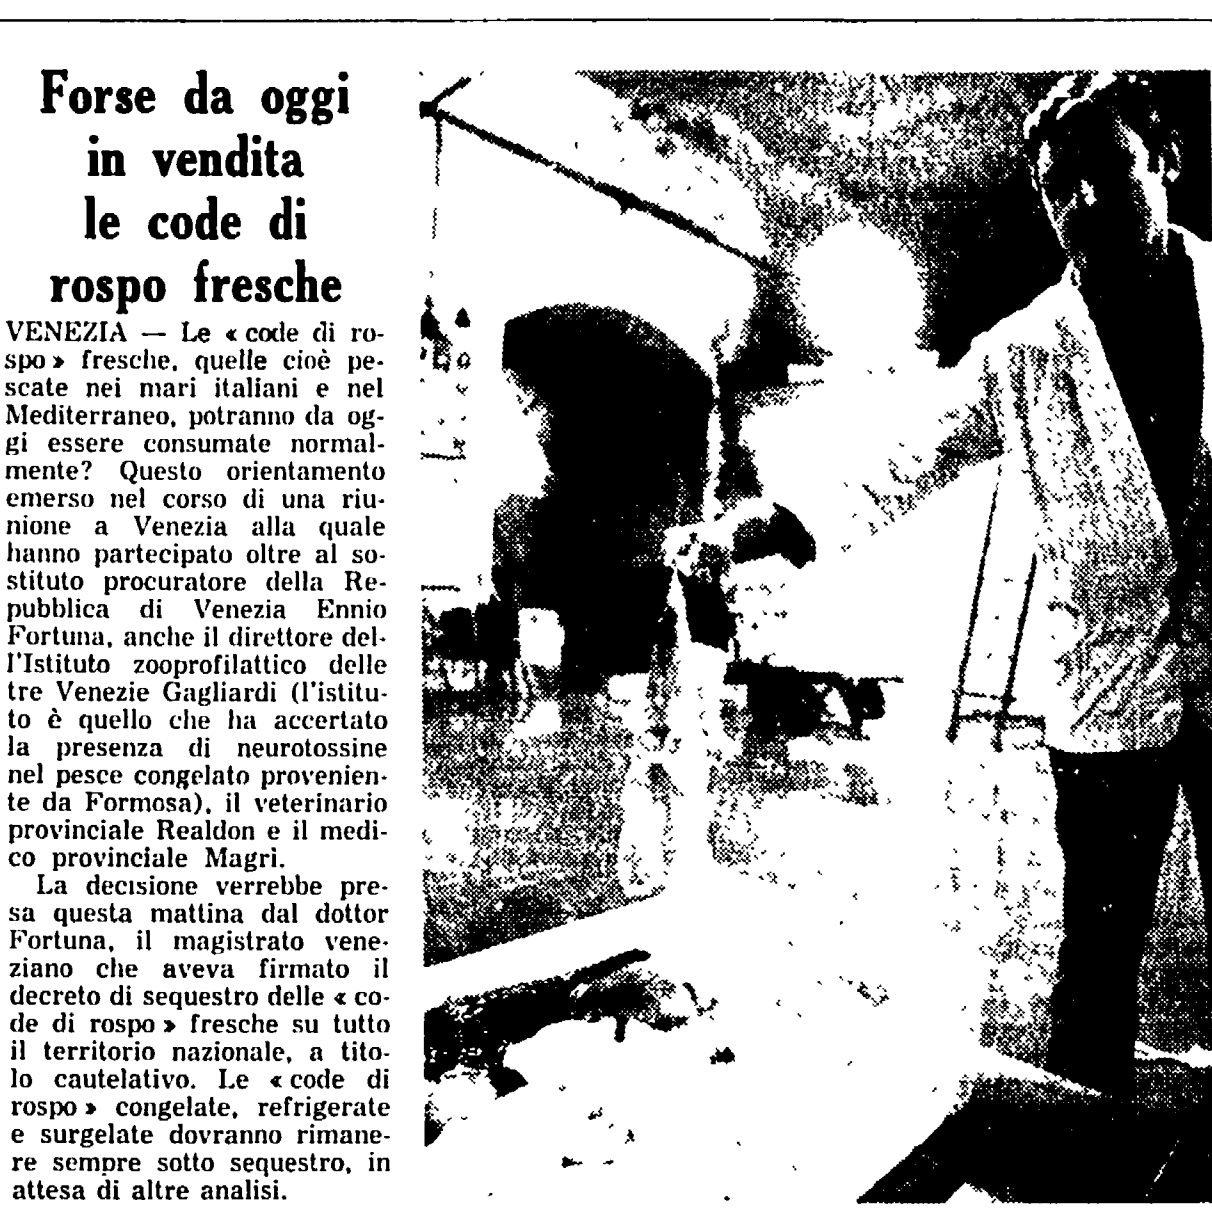 Forse da oggi
in vendita
le code di
rospo fresche
VENEZIA — Le « code di ro-
spo » fresche, quelle cioè pe-
scate nei mari italiani e nel
Mediterraneo, potranno da og-
gi essere consumate normal-
mente? Questo orientamento
emerso nel corso di una riu-
nione a Venezia alla quale
hanno partecipato oltre al so-
stituto procuratore della Re-
pubblica di Venezia Ennio
Fortuna, anche il direttore del-
l'Istituto zooprofilattico delle
tre Venezie Gagliardi (l'istitu-
to è quello che ha accertato
la presenza di neurotossine
nel pesce congelato provenien-
te da Formosa), il veterinario
provinciale Realdon e il medi-
co provinciale Magrì.
La decisione verrebbe pre-
sa questa mattina dal dottor
Fortuna, il magistrato vene-
ziano che aveva firmato il
decreto di sequestro delle « co-
de di rospo » fresche su tutto
il territorio nazionale, a tito-
lo cautelativo. Le « code di
rospo » congelate, refrigerate
e surgelate dovranno rimane-
re sempre sotto sequestro, in
attesa di altre analisi.